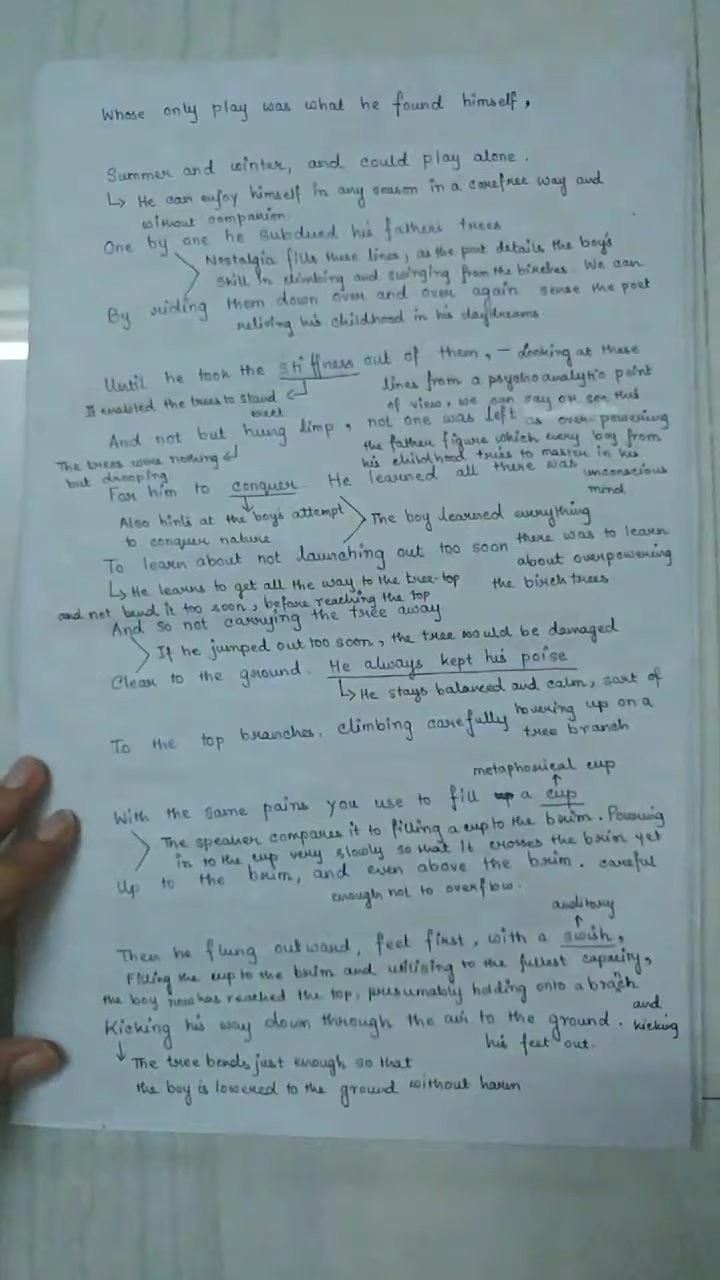 Whose only play was what he found himself,
Summer and winter, and could play alone.
↳ He can enjoy himself in any season in a carefree way and
without companion.
One by one he subdued his father's trees
Nostalgia fills these lines, as the poet details the boy's
skill in climbing and swinging from the birches. We can
By riding them down over and over again sense the poet
reliving his childhood in his daydreams
Until he took the stiffness out of them, - Looking at these
If enabled the trees to stand
erect
lines from a psychoanalytic point
of view, we can say or see this
And not but hung limp, not one was left as over-powering
The trees were nothing
but drooping
the father figure which every boy from
his childhood tries to master in his
unconscious
mind
For him to conquer. He learned all there was
Also hints at the boy's attempt
to conquer nature
The boy learned everything
there was to learn
about overpowering
the birch trees.
To learn about not launching out too soon
↳ He learns to get all the way to the tree-top
and not bend it too soon, before reaching the top
And so not carrying the tree away
If he jumped out too soon, the tree would be damaged
Clear to the ground. He always kept his poise
↳ He stays balanced and calm, sort of
hovering up on a
tree branch
To the top branches, climbing carefully
metaphorical cup
With the same pains you use to fill a cup
The speaker compares it to filling a cup to the brim. Pouring
in to the cup very slowly so that it crosses the brim yet
Up to the brim, and even above the brim. careful
enough not to overflow.
auditory
Then he flung outward, feet first, with a swish,
Filling the cup to the brim and utilising to the fullest capacity,
the boy now has reached the top, presumably holding onto a branch
and
kicking
his feet out.
Kicking his way down through the air to the ground.
The tree bends just enough so that
the boy is lowered to the ground without harm